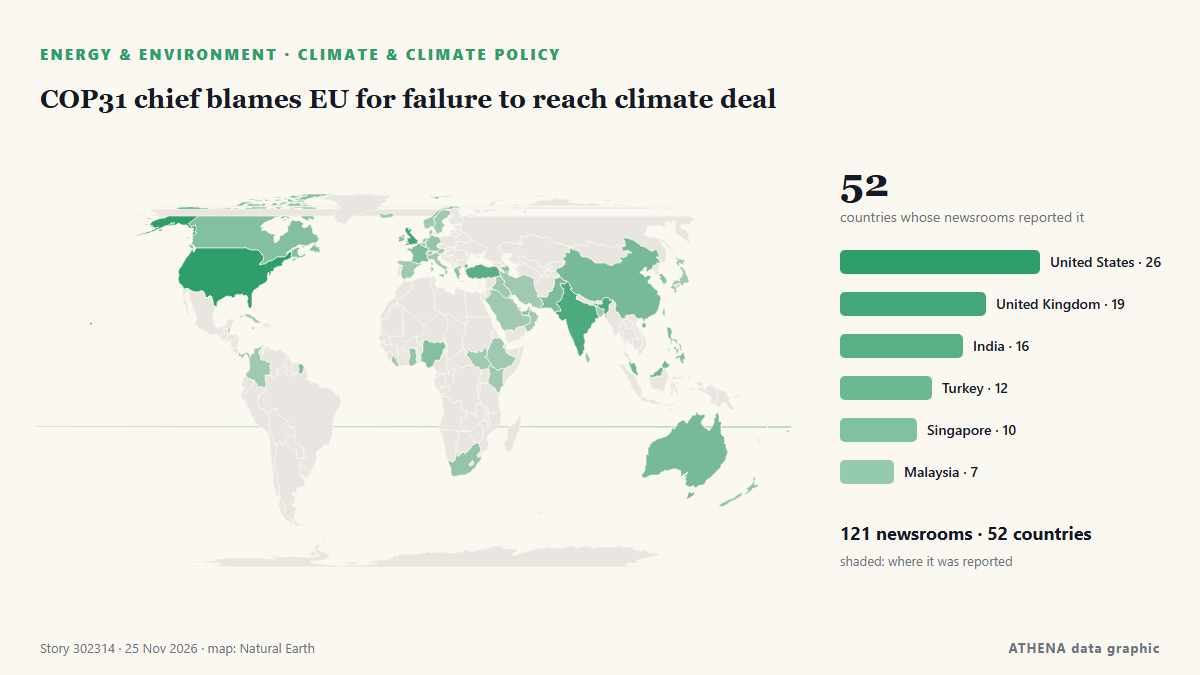 ENERGY & ENVIRONMENT · CLIMATE & CLIMATE POLICY
COP31 chief blames EU for failure to reach climate deal
52
countries whose newsrooms reported it
United States · 26
United Kingdom · 19
India · 16
Turkey · 12
Singapore · 10
Malaysia · 7
121 newsrooms · 52 countries
shaded: where it was reported
Story 302314 · 25 Nov 2026 · map: Natural Earth
ATHENA data graphic